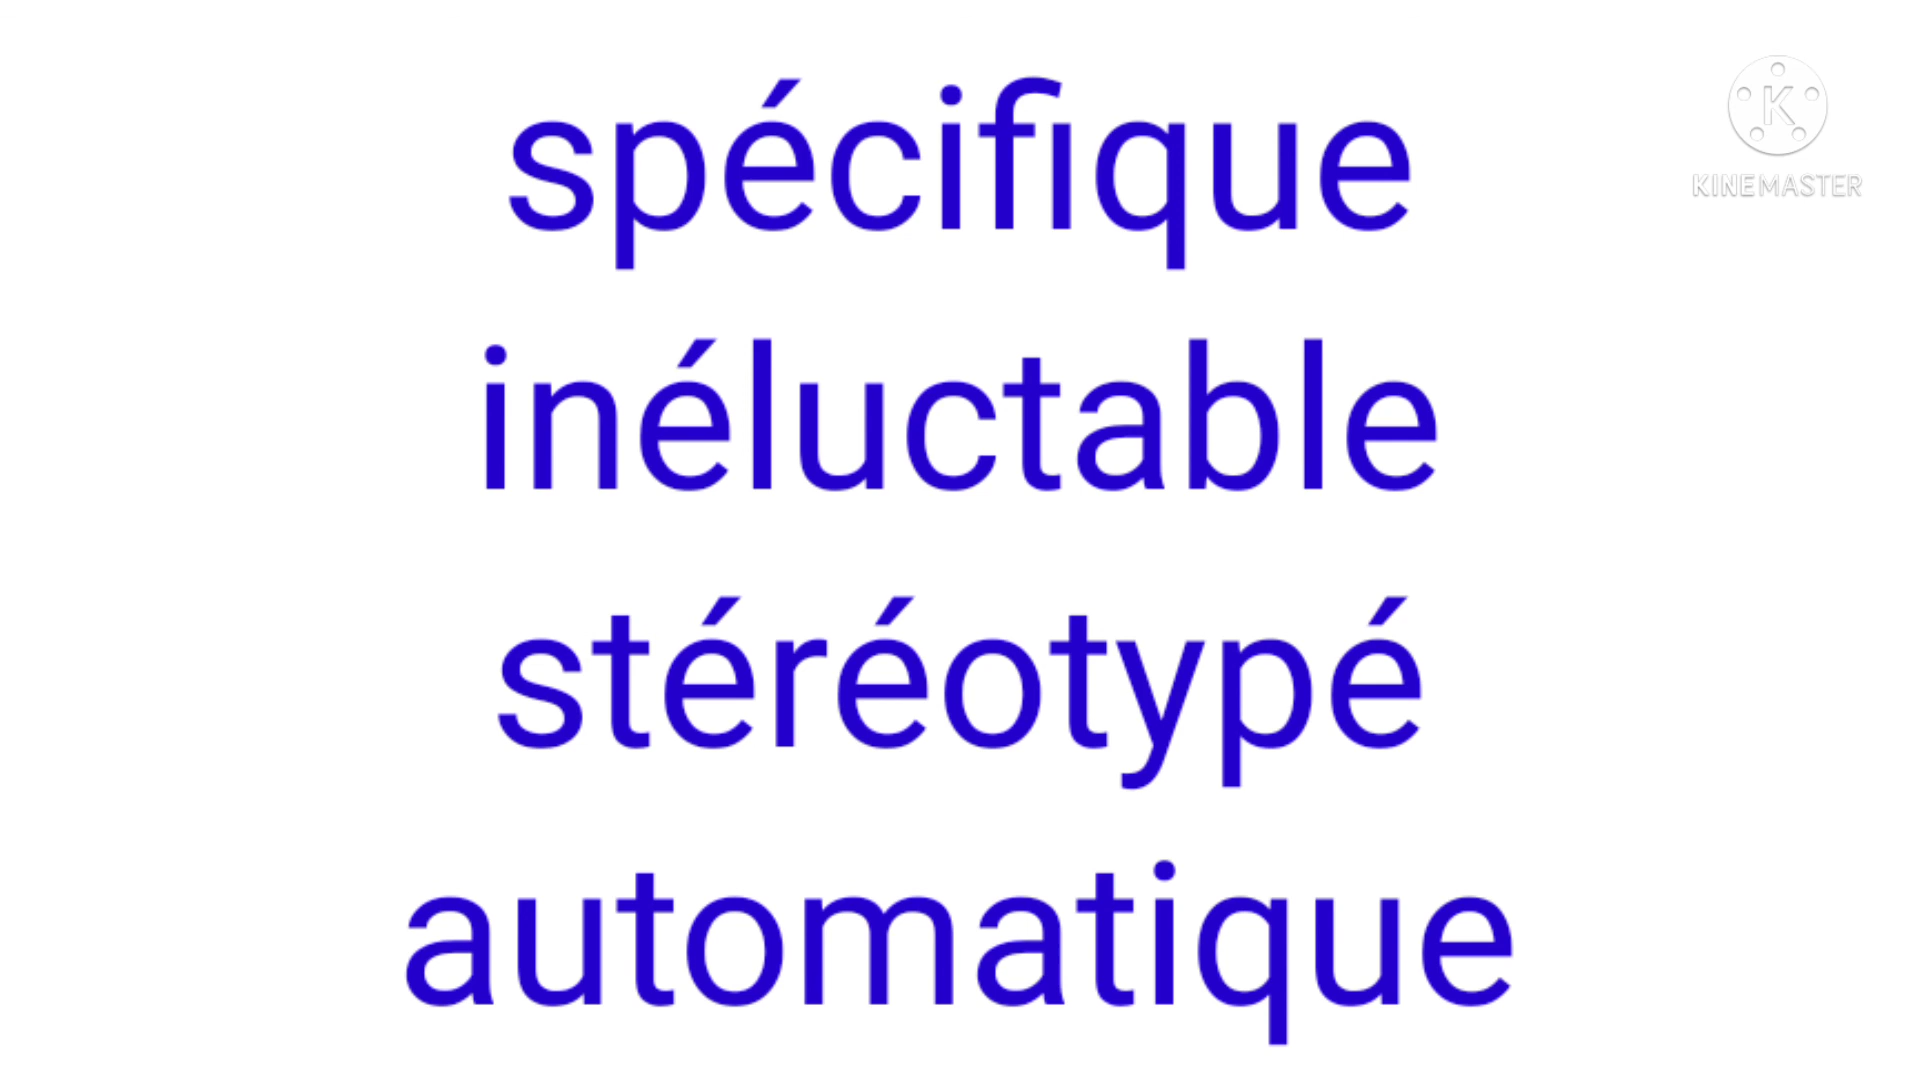 spécifique
K
KINEMASTER
inéluctable
stéréotypé
automatique